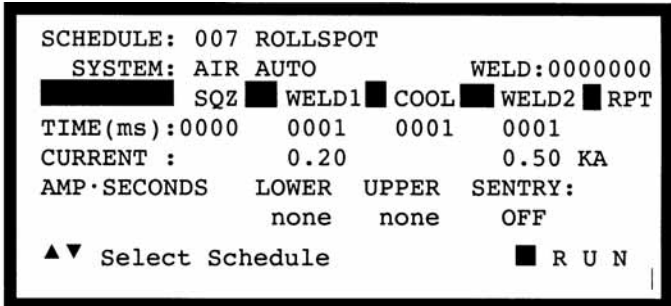 SCHEDULE: 007 ROLLSPOT
SYSTEM: AIR AUTO WELD:0000000
SQZ WELD1 COOL WELD2 RPT
TIME(ms):0000 0001 0001 0001
CURRENT : 0.20 0.50 KA
AMP·SECONDS LOWER UPPER SENTRY:
none none OFF
▲▼ Select Schedule ■ R U N